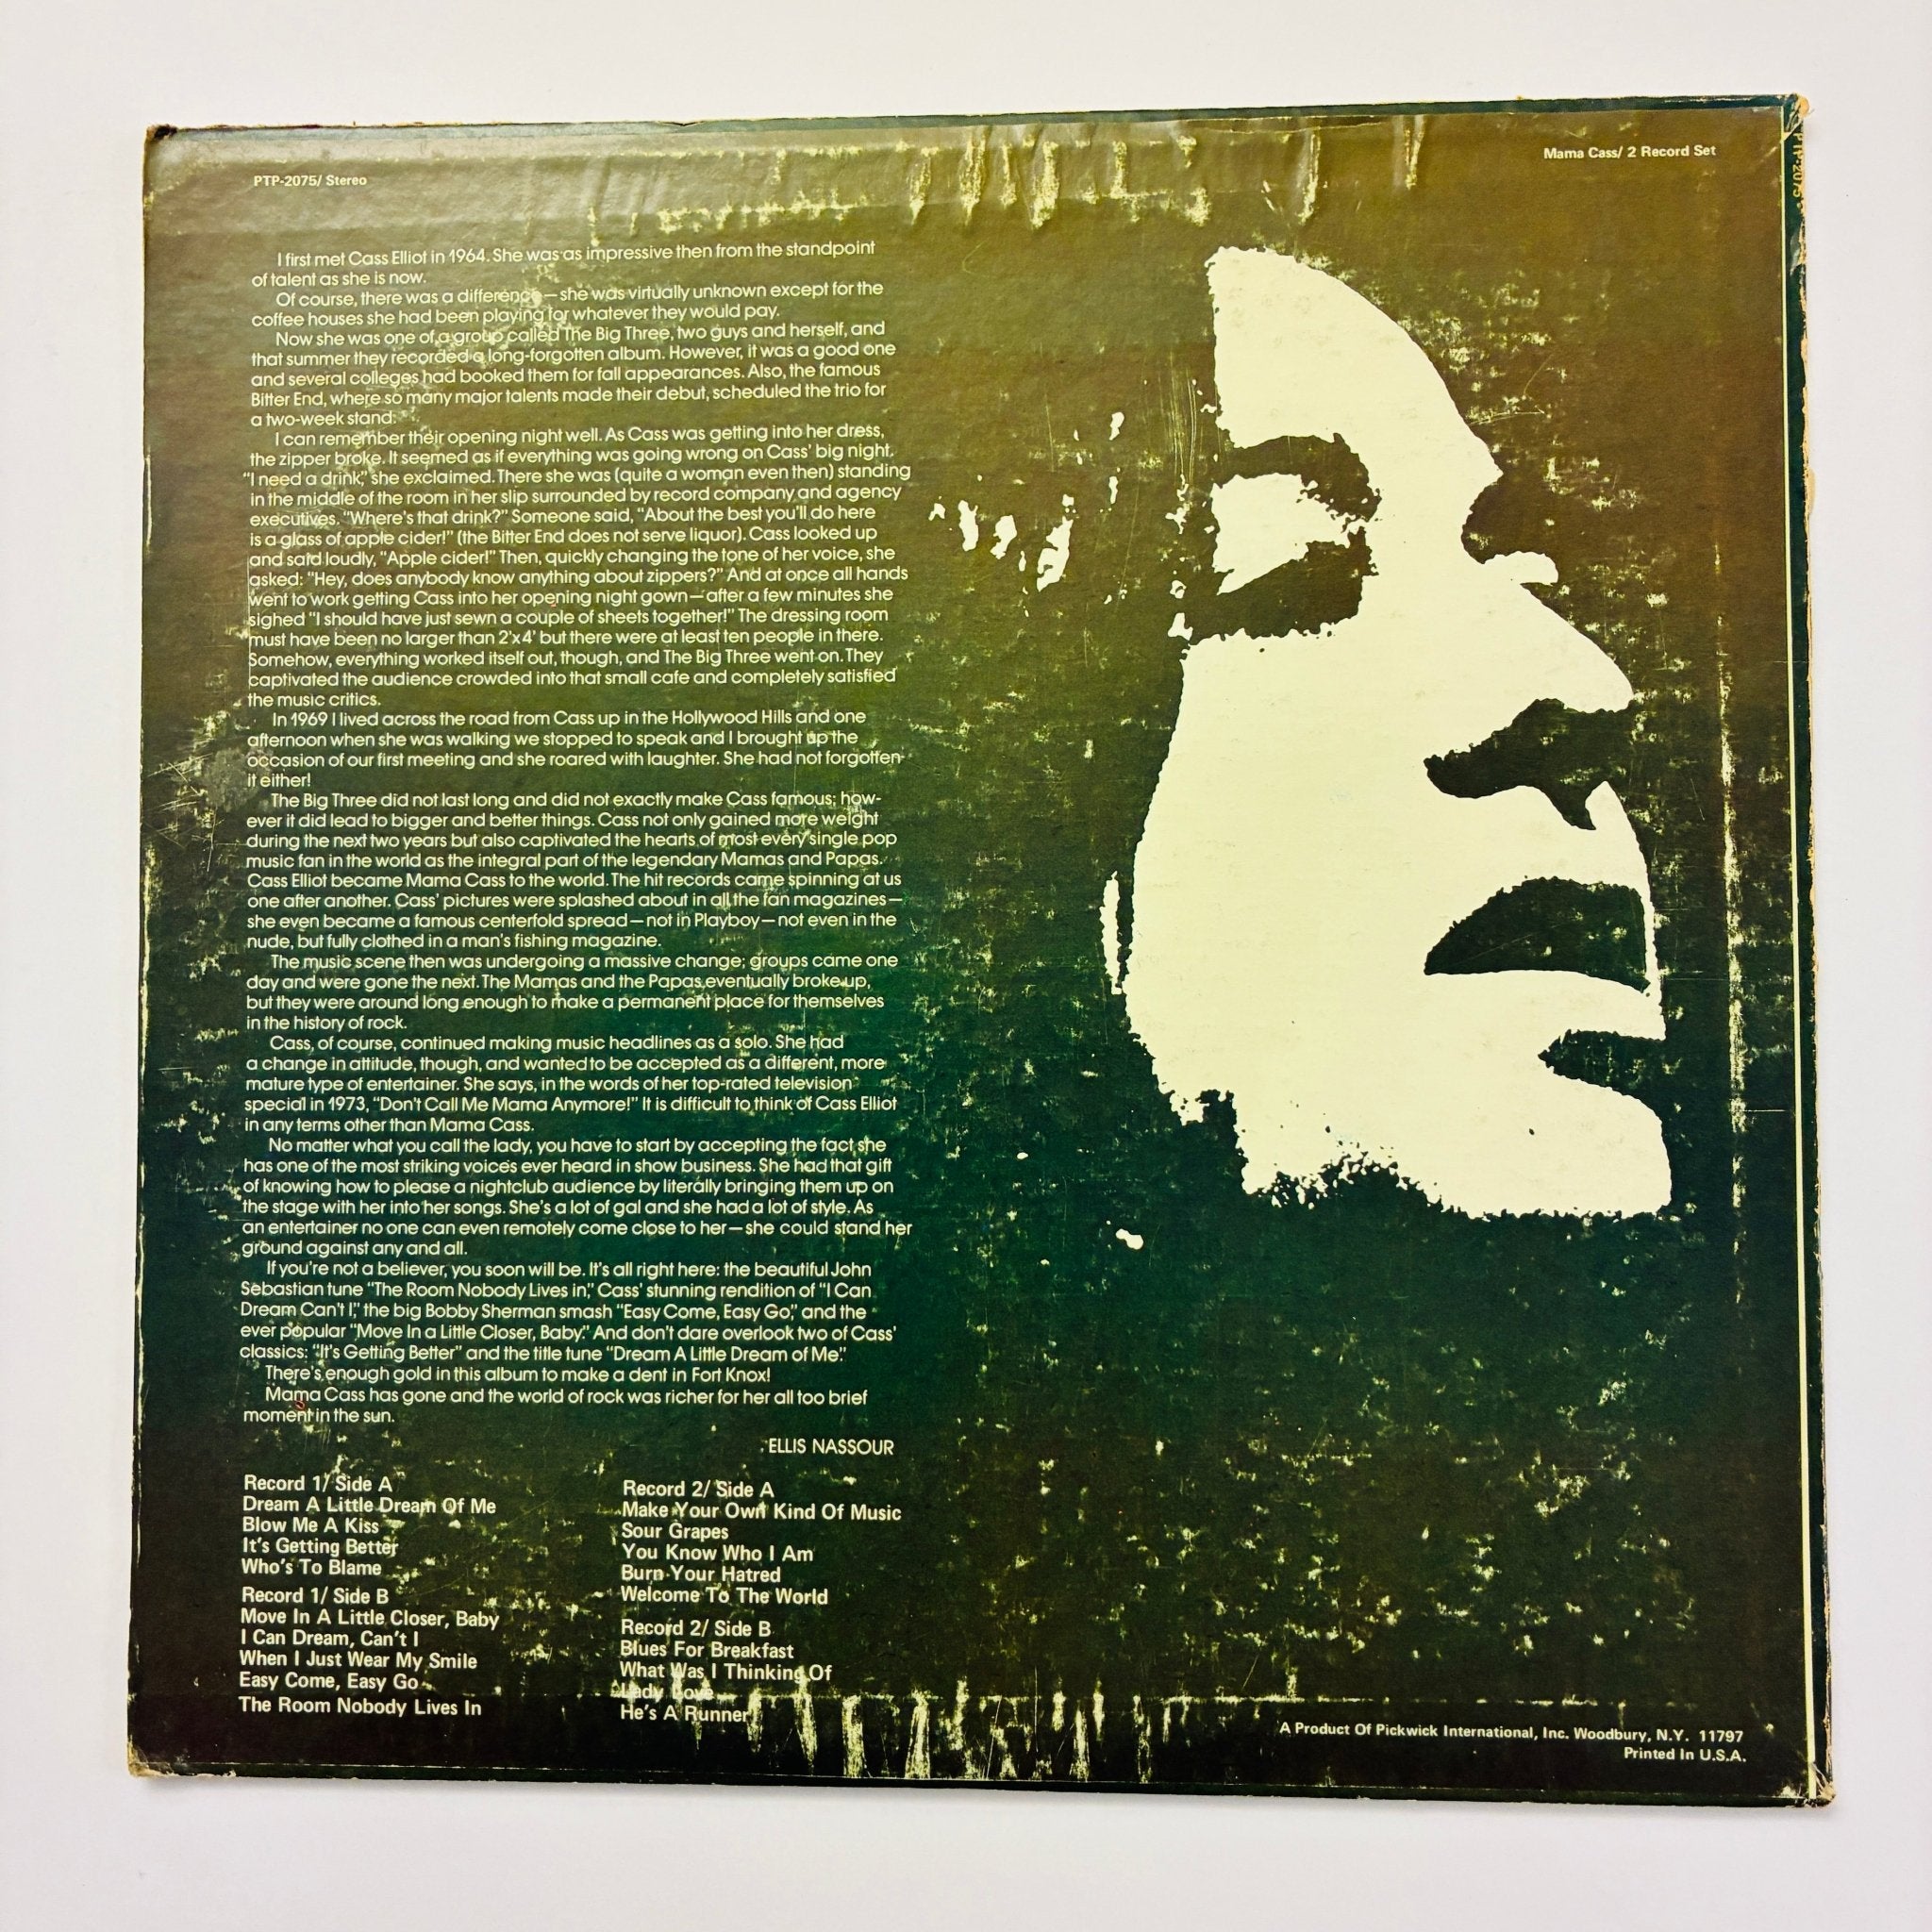 PTP-2075/ Stereo
Mama Cass/ 2 Record Set
PTP-2075
I first met Cass Elliot in 1964. She was as impressive then from the standpoint
of talent as she is now.
Of course, there was a difference—she was virtually unknown except for the
coffee houses she had been playing for whatever they would pay.
Now she was one of a group called The Big Three, two guys and herself, and
that summer they recorded a long-forgotten album. However, it was a good one
and several colleges had booked them for fall appearances. Also, the famous
Bitter End, where so many major talents made their debut, scheduled the trio for
a two-week stand.
I can remember their opening night well. As Cass was getting into her dress,
the zipper broke. It seemed as if everything was going wrong on Cass' big night.
"I need a drink," she exclaimed. There she was (quite a woman even then) standing
in the middle of the room in her slip surrounded by record company and agency
executives. "Where's that drink?" Someone said, "About the best you'll do here
is a glass of apple cider!" (the Bitter End does not serve liquor). Cass looked up
and said loudly, "Apple cider!" Then, quickly changing the tone of her voice, she
asked: "Hey, does anybody know anything about zippers?" And at once all hands
went to work getting Cass into her opening night gown—after a few minutes she
sighed "I should have just sewn a couple of sheets together!" The dressing room
must have been no larger than 2'x4' but there were at least ten people in there.
Somehow, everything worked itself out, though, and The Big Three went on. They
captivated the audience crowded into that small cafe and completely satisfied
the music critics.
In 1969 I lived across the road from Cass up in the Hollywood Hills and one
afternoon when she was walking we stopped to speak and I brought up the
occasion of our first meeting and she roared with laughter. She had not forgotten
it either!
The Big Three did not last long and did not exactly make Cass famous; how-
ever it did lead to bigger and better things. Cass not only gained more weight
during the next two years but also captivated the hearts of most every single pop
music fan in the world as the integral part of the legendary Mamas and Papas.
Cass Elliot became Mama Cass to the world. The hit records came spinning at us
one after another. Cass' pictures were splashed about in all the fan magazines—
she even became a famous centerfold spread—not in Playboy—not even in the
nude, but fully clothed in a man's fishing magazine.
The music scene then was undergoing a massive change; groups came one
day and were gone the next. The Mamas and the Papas eventually broke up,
but they were around long enough to make a permanent place for themselves
in the history of rock.
Cass, of course, continued making music headlines as a solo. She had
a change in attitude, though, and wanted to be accepted as a different, more
mature type of entertainer. She says, in the words of her top-rated television
special in 1973, "Don't Call Me Mama Anymore!" It is difficult to think of Cass Elliot
in any terms other than Mama Cass.
No matter what you call the lady, you have to start by accepting the fact she
has one of the most striking voices ever heard in show business. She had that gift
of knowing how to please a nightclub audience by literally bringing them up on
the stage with her into her songs. She's a lot of gal and she had a lot of style. As
an entertainer no one can even remotely come close to her—she could stand her
ground against any and all.
If you're not a believer, you soon will be. It's all right here: the beautiful John
Sebastian tune "The Room Nobody Lives in," Cass' stunning rendition of "I Can
Dream Can't I," the big Bobby Sherman smash "Easy Come, Easy Go," and the
ever popular "Move In a Little Closer, Baby." And don't dare overlook two of Cass'
classics: "It's Getting Better" and the title tune "Dream A Little Dream of Me."
There's enough gold in this album to make a dent in Fort Knox!
Mama Cass has gone and the world of rock was richer for her all too brief
moment in the sun.
ELLIS NASSOUR
Record 1/ Side A
Dream A Little Dream Of Me
Blow Me A Kiss
It's Getting Better
Who's To Blame
Record 1/ Side B
Move In A Little Closer, Baby
I Can Dream, Can't I
When I Just Wear My Smile
Easy Come, Easy Go
The Room Nobody Lives In
Record 2/ Side A
Make Your Own Kind Of Music
Sour Grapes
You Know Who I Am
Burn Your Hatred
Welcome To The World
Record 2/ Side B
Blues For Breakfast
What Was I Thinking Of
Lady Love
He's A Runner
A Product Of Pickwick International, Inc. Woodbury, N.Y. 11797
Printed In U.S.A.